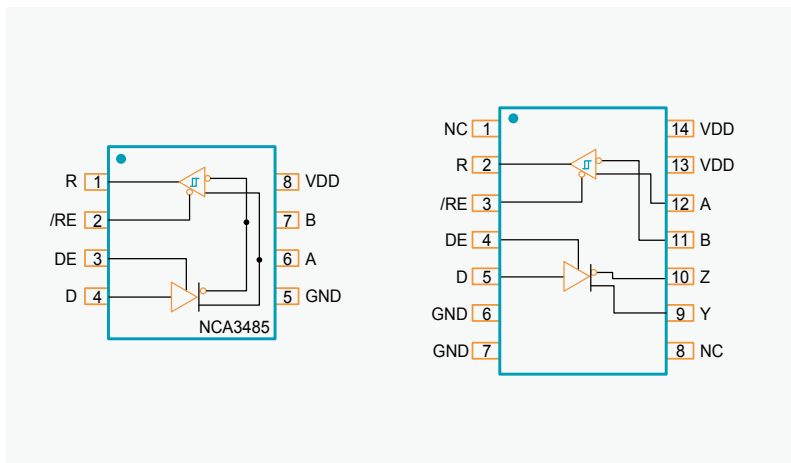 R 1
/RE 2
DE 3
D 4
8 VDD
7 B
6 A
5 GND
NCA3485
NC 1
R 2
/RE 3
DE 4
D 5
GND 6
GND 7
14 VDD
13 VDD
12 A
11 B
10 Z
9 Y
8 NC